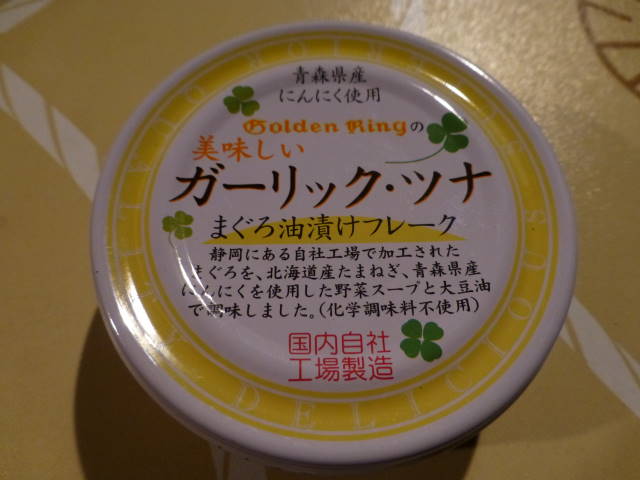 青森県産
にんにく使用
Golden Ringの
美味しい
ガーリック・ツナ
まぐろ油漬けフレーク
静岡にある自社工場で加工された
まぐろを、北海道産たまねぎ、青森県産
にんにくを使用した野菜スープと大豆油
で調味しました。(化学調味料不使用)
国内自社
工場製造
DELICIOUS